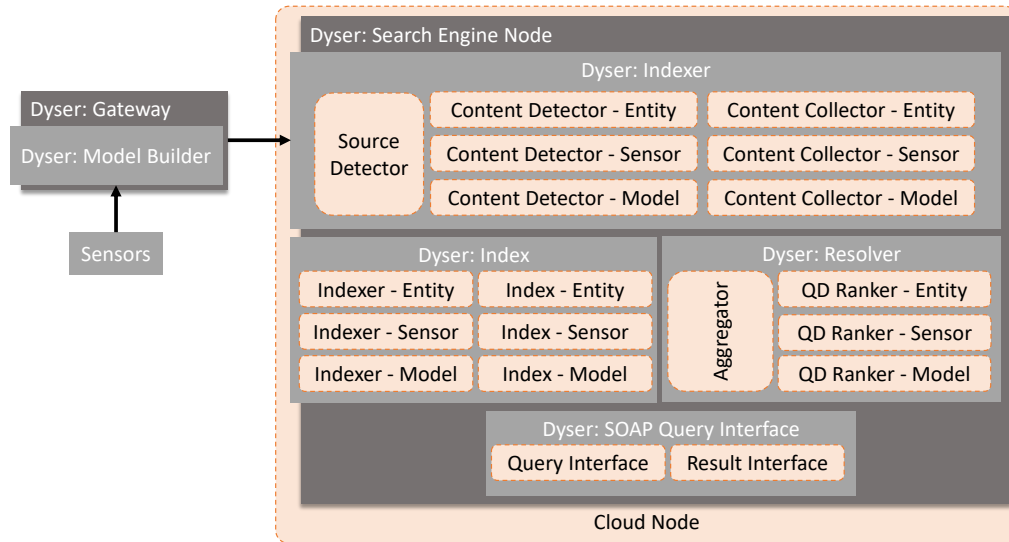 Dyser: Search Engine Node
Dyser: Indexer
Source
Detector
Content Detector - Entity
Content Collector - Entity
Content Detector - Sensor
Content Collector - Sensor
Content Detector - Model
Content Collector - Model
Dyser: Gateway
Dyser: Model Builder
Sensors
Dyser: Index
Indexer - Entity
Index - Entity
Indexer - Sensor
Index - Sensor
Indexer - Model
Index - Model
Dyser: Resolver
Aggregator
QD Ranker - Entity
QD Ranker - Sensor
QD Ranker - Model
Dyser: SOAP Query Interface
Query Interface
Result Interface
Cloud Node